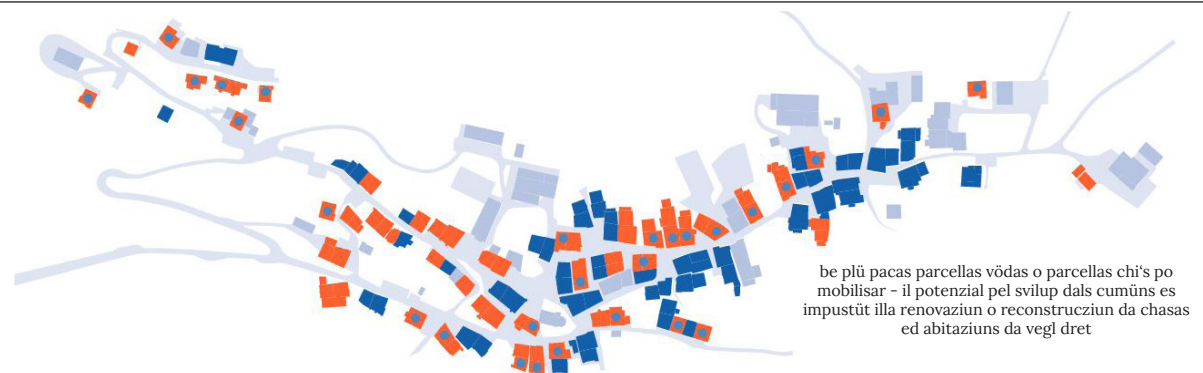 be plü pacas parcellas vödas o parcellas chi‘s po
mobilisar - il potenzial pel svilup dals cumüns es
impustüt illa renovaziun o reconstrucziun da chasas
ed abitaziuns da vegl dret